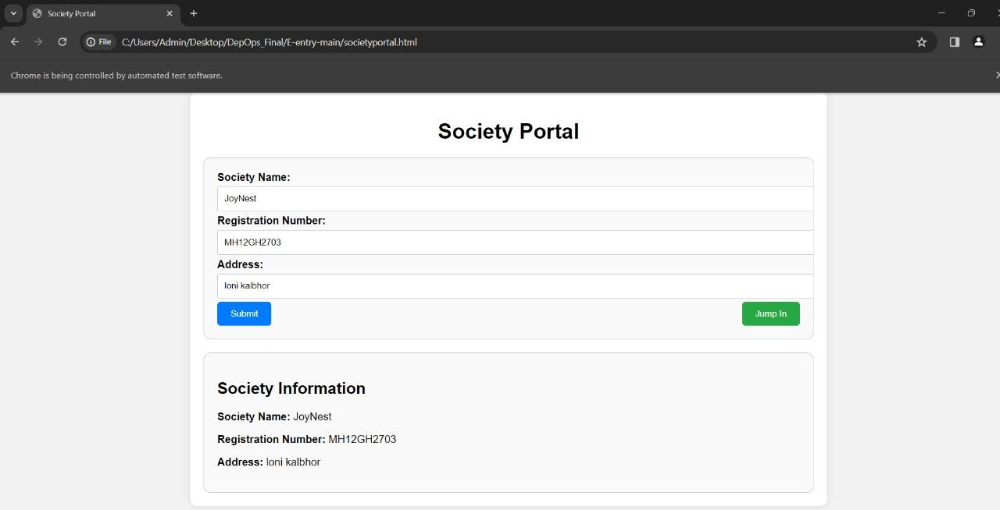 Society Portal
File C:/Users/Admin/Desktop/DepOps_Final/E-entry-main/societyportal.html
Chrome is being controlled by automated test software.
Society Portal
Society Name:
JoyNest
Registration Number:
MH12GH2703
Address:
loni kalbhor
Submit Jump In
Society Information
Society Name: JoyNest
Registration Number: MH12GH2703
Address: loni kalbhor